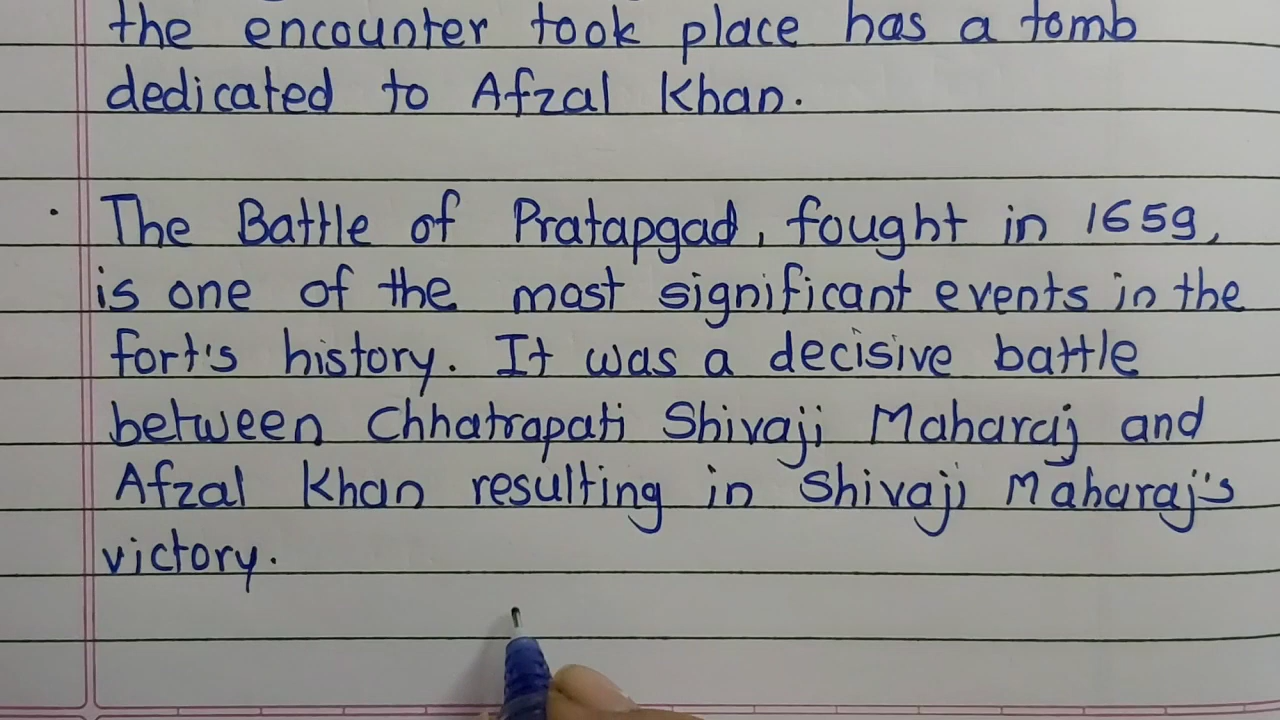 the encounter took place has a tomb
dedicated to Afzal Khan.
· The Battle of Pratapgad, fought in 1659,
is one of the most significant events in the
fort's history. It was a decisive battle
between Chhatrapati Shivaji Maharaj and
Afzal Khan resulting in Shivaji Maharaj's
victory.